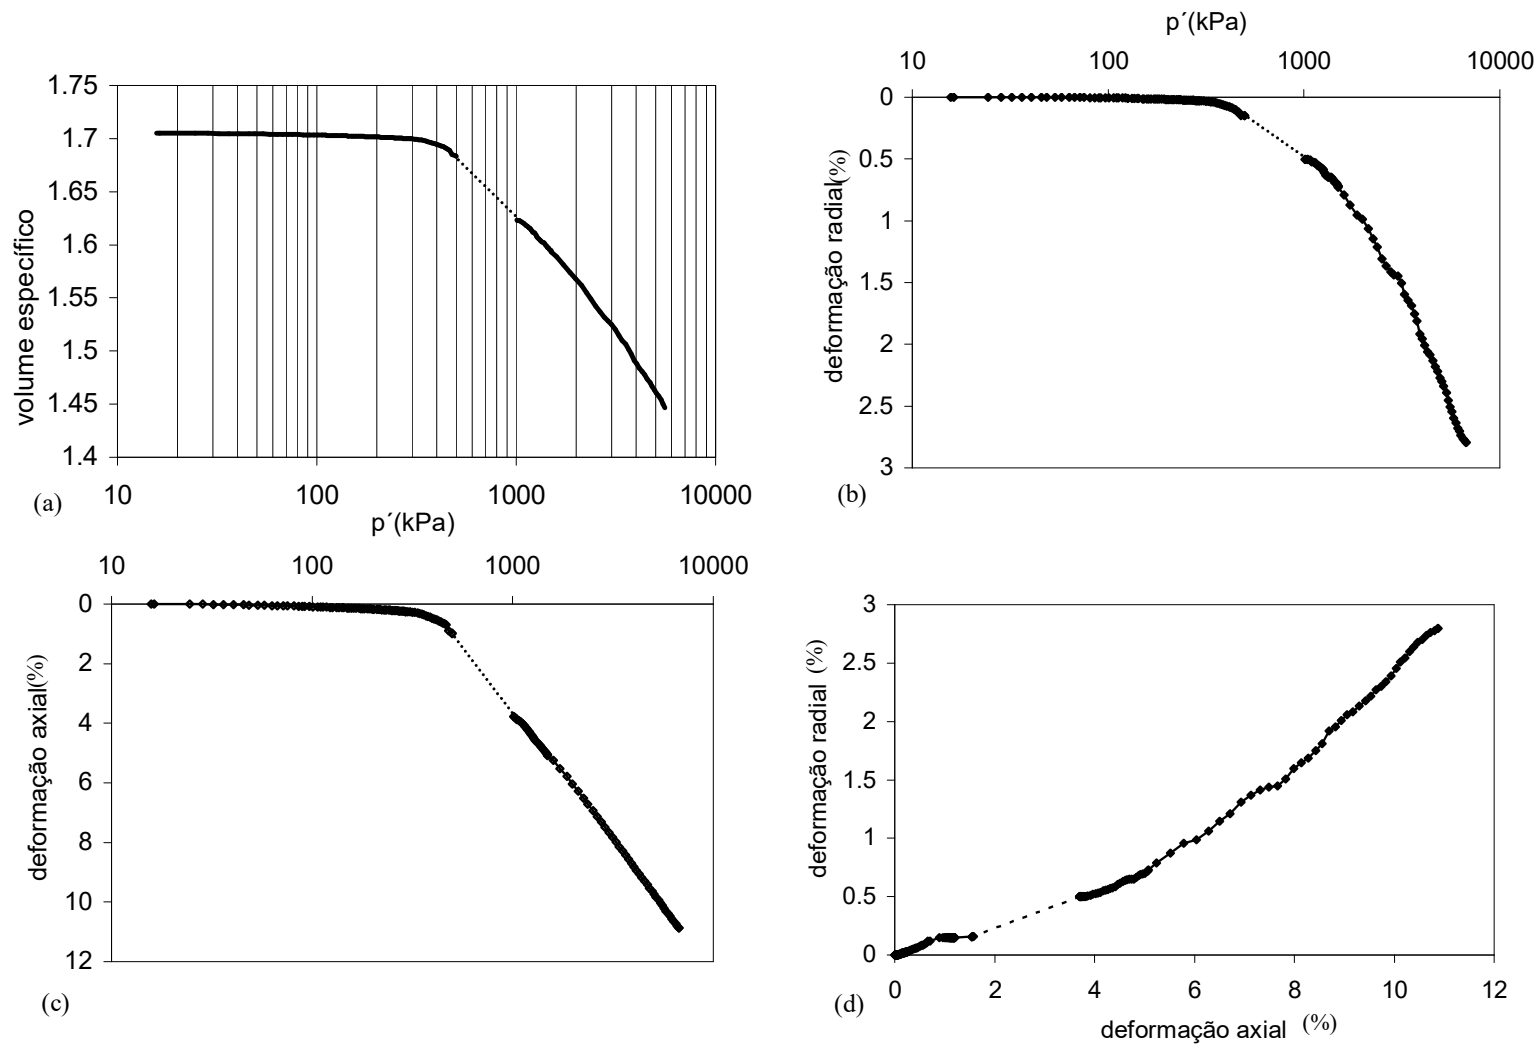 1.75
1.7
1.65
1.6
1.55
1.5
1.45
1.4
volume específico
10 100 1000 10000
p´(kPa)
(a)
p´(kPa)
10 100 1000 10000
0
0.5
1
1.5
2
2.5
3
deformação radial(%)
(b)
10 100 1000 10000
0
2
4
6
8
10
12
deformação axial(%)
(c)
3
2.5
2
1.5
1
0.5
0
deformação radial (%)
0 2 4 6 8 10 12
deformação axial (%)
(d)